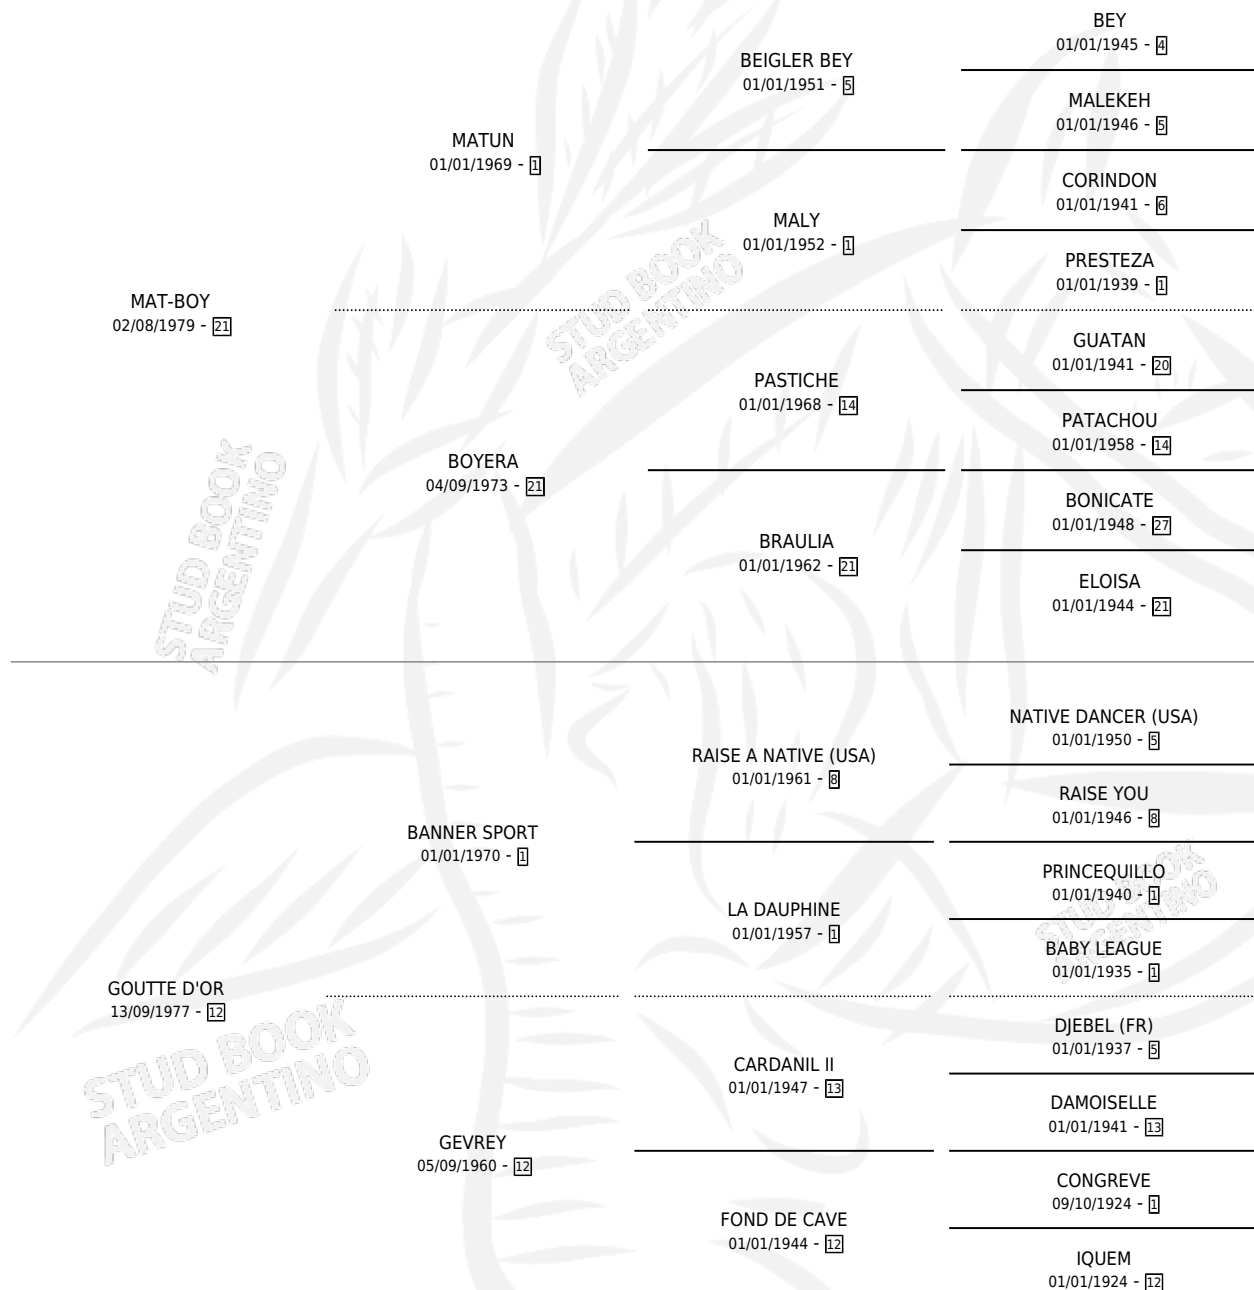 BEY
01/01/1945 - 4
BEIGLER BEY
01/01/1951 - 5
MALEKEH
01/01/1946 - 5
MATUN
01/01/1969 - 1
CORINDON
01/01/1941 - 6
MALY
01/01/1952 - 1
PRESTEZA
01/01/1939 - 1
MAT-BOY
02/08/1979 - 21
GUATAN
01/01/1941 - 20
PASTICHE
01/01/1968 - 14
PATACHOU
01/01/1958 - 14
BOYERA
04/09/1973 - 21
BONICATE
01/01/1948 - 27
BRAULIA
01/01/1962 - 21
ELOISA
01/01/1944 - 21
STUD BOOK
ARGENTINO
STUD BOOK
ARGENTINO
NATIVE DANCER (USA)
01/01/1950 - 5
RAISE A NATIVE (USA)
01/01/1961 - 8
RAISE YOU
01/01/1946 - 8
BANNER SPORT
01/01/1970 - 1
PRINCEQUILLO
01/01/1940 - 1
LA DAUPHINE
01/01/1957 - 1
BABY LEAGUE
01/01/1935 - 1
STUD BOOK
ARGENTINO
GOUTTE D'OR
13/09/1977 - 12
DJEBEL (FR)
01/01/1937 - 5
CARDANIL II
01/01/1947 - 13
DAMOISELLE
01/01/1941 - 13
STUD BOOK
ARGENTINO
GEVREY
05/09/1960 - 12
CONGREVE
09/10/1924 - 1
FOND DE CAVE
01/01/1944 - 12
IQUEM
01/01/1924 - 12